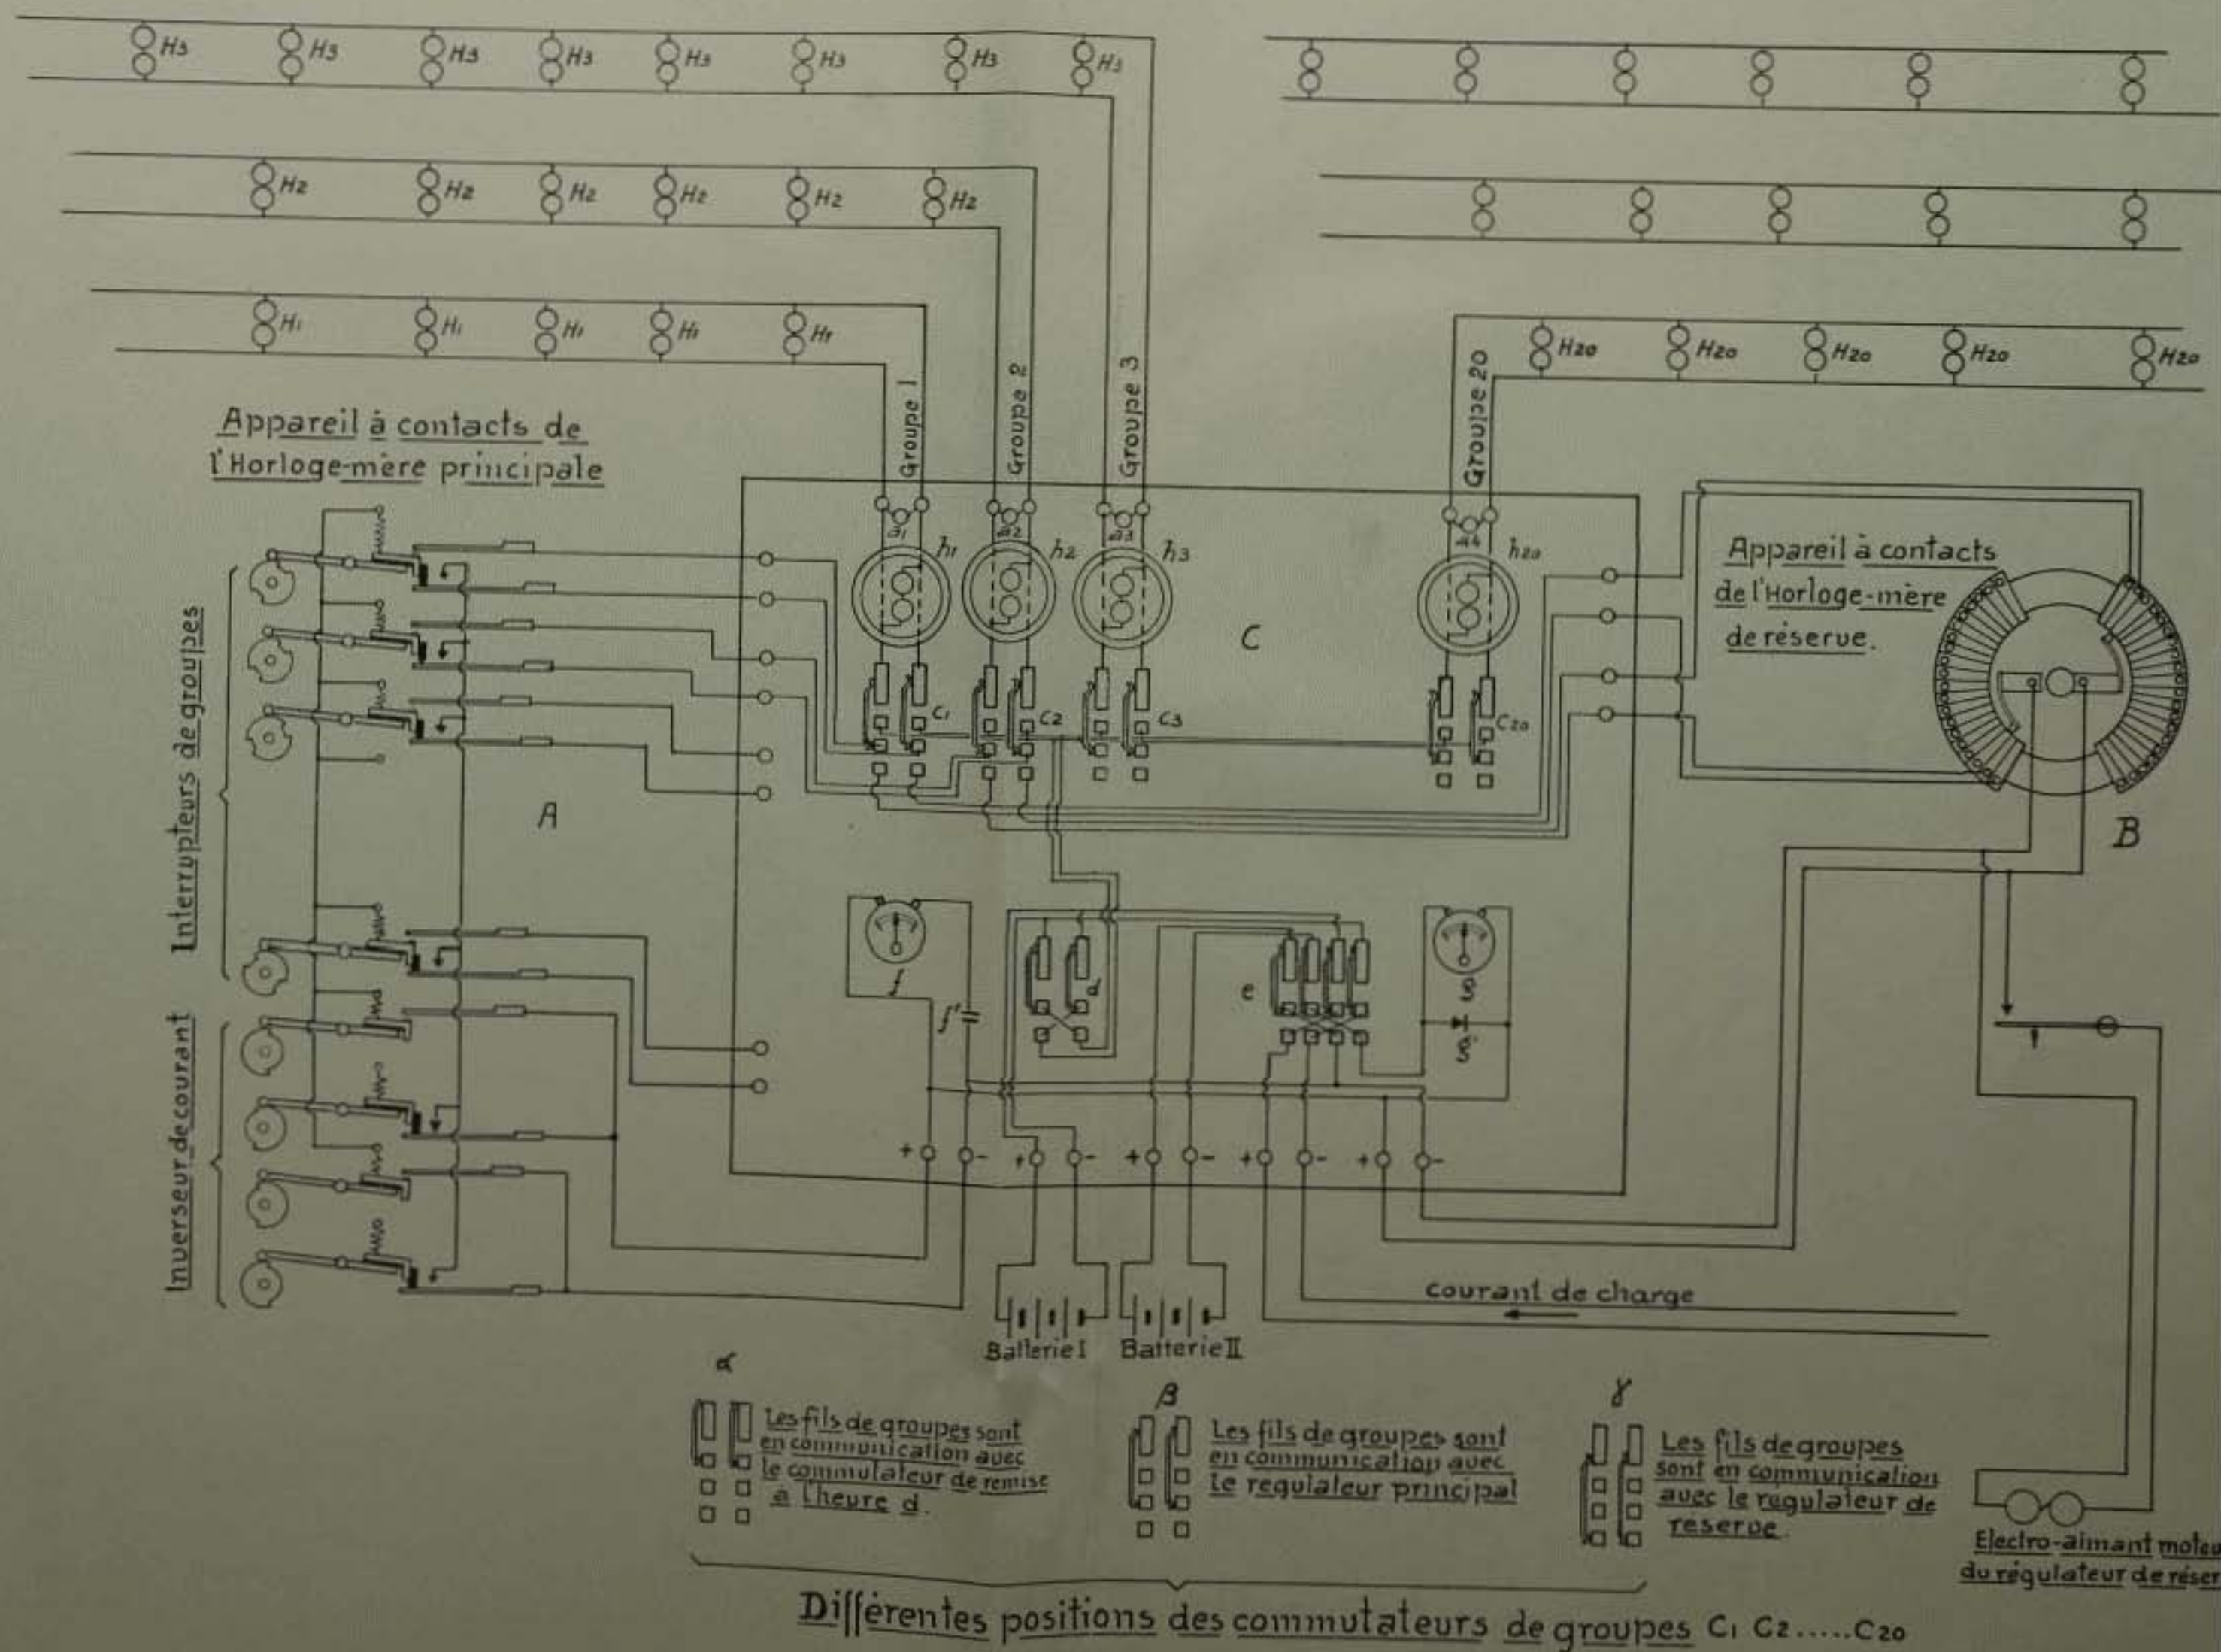 H3 H3 H3 H3 H3 H3 H3 H3
H2 H2 H2 H2 H2 H2
H1 H1 H1 H1 H1
H20 H20 H20 H20 H20
Groupe 1
Groupe 2
Groupe 3
Groupe 20
Appareil à contacts de
l'Horloge-mère principale
a1 a2 a3 a4
h1 h2 h3 h20
Appareil à contacts
de l'Horloge-mère
de réserve.
Interrupteurs de groupes
A
C
C1 C2 C3 C20
B
Inverseur de courant
f
f'
d
e
g
g'
+ - + - + - + - + -
courant de charge
Batterie I Batterie II
α
Les fils de groupes sont
en communication avec
le commutateur de remise
à l'heure d.
β
Les fils de groupes sont
en communication avec
le regulateur principal
γ
Les fils de groupes
sont en communication
avec le regulateur de
reserve.
Electro-aimant moteu
du régulateur de réser
Différentes positions des commutateurs de groupes C1 C2.....C20